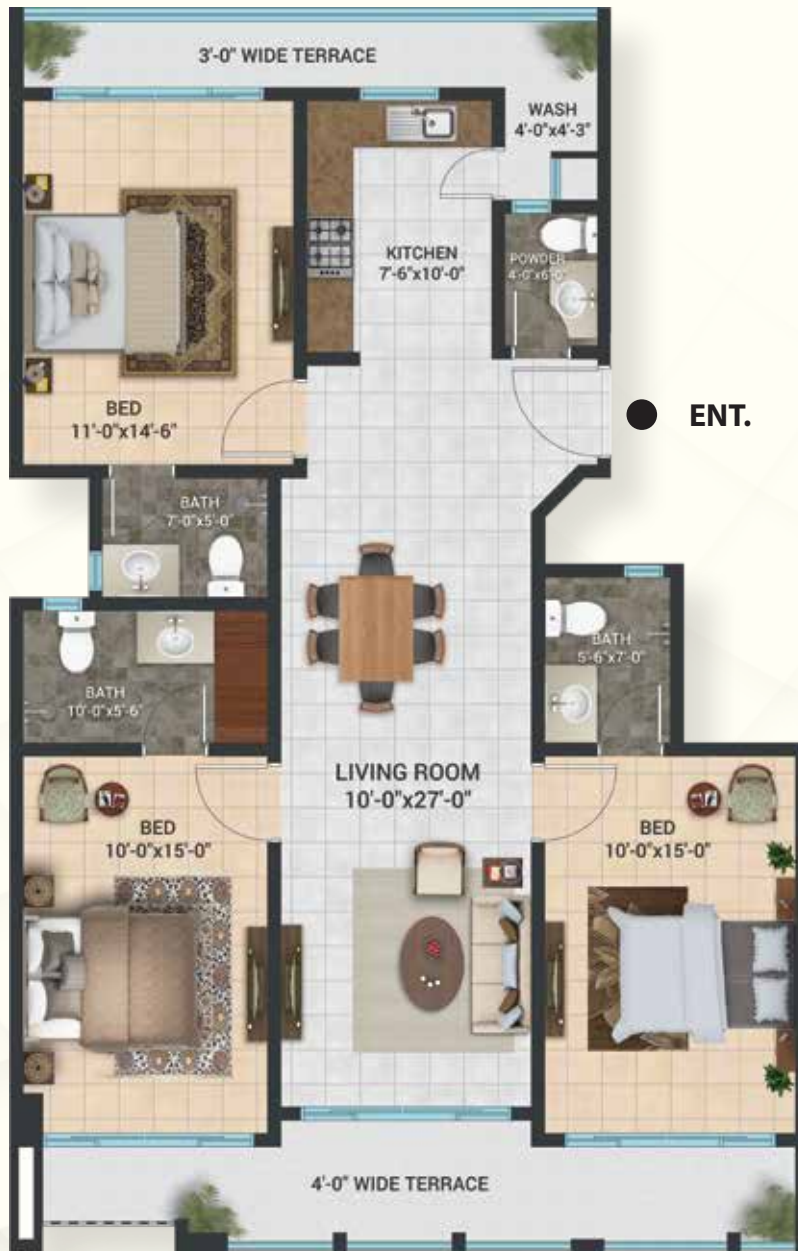 3'-0" WIDE TERRACE
WASH
4'-0"x4'-3"
KITCHEN
7'-6"x10'-0"
POWDER
4'-0"x6'-0"
BED
11'-0"x14'-6"
ENT.
BATH
7'-0"x5'-0"
BATH
5'-6"x7'-0"
BATH
10'-0"x5'-6"
LIVING ROOM
10'-0"x27'-0"
BED
10'-0"x15'-0"
BED
10'-0"x15'-0"
4'-0" WIDE TERRACE